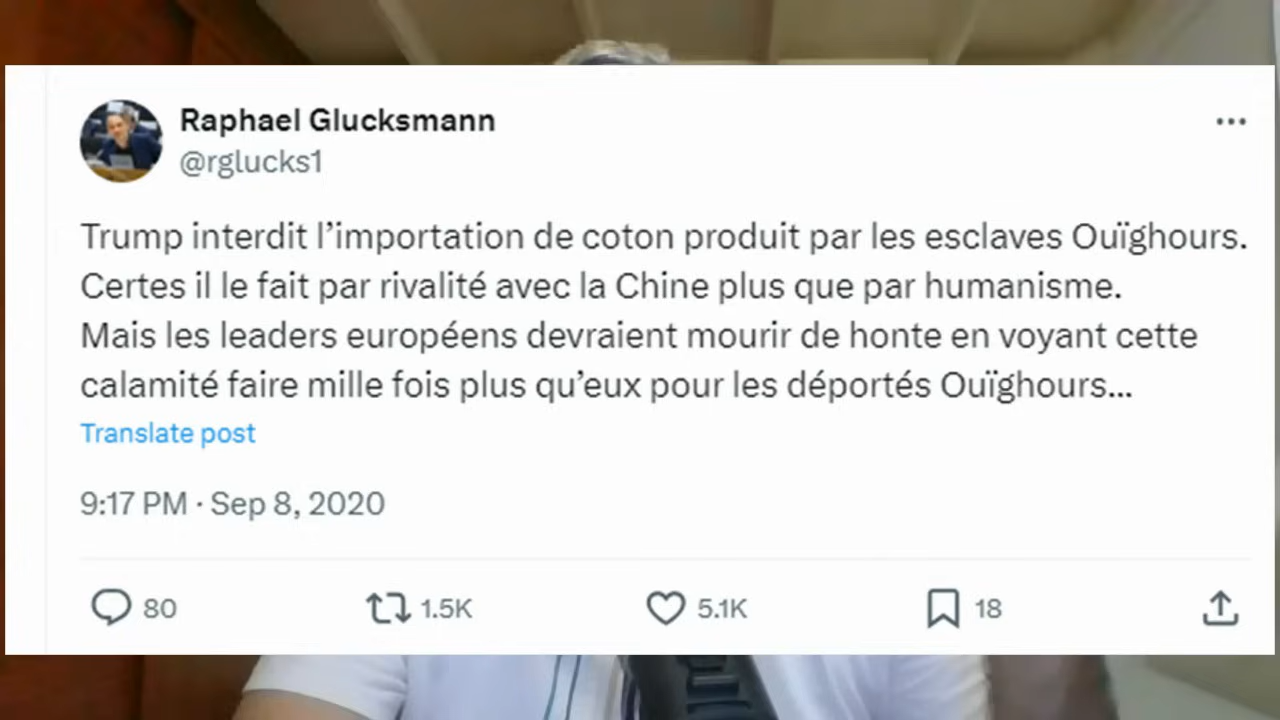 Raphael Glucksmann
@rglucks1
Trump interdit l’importation de coton produit par les esclaves Ouïghours.
Certes il le fait par rivalité avec la Chine plus que par humanisme.
Mais les leaders européens devraient mourir de honte en voyant cette
calamité faire mille fois plus qu’eux pour les déportés Ouïghours...
Translate post
9:17 PM · Sep 8, 2020
80 1.5K 5.1K 18